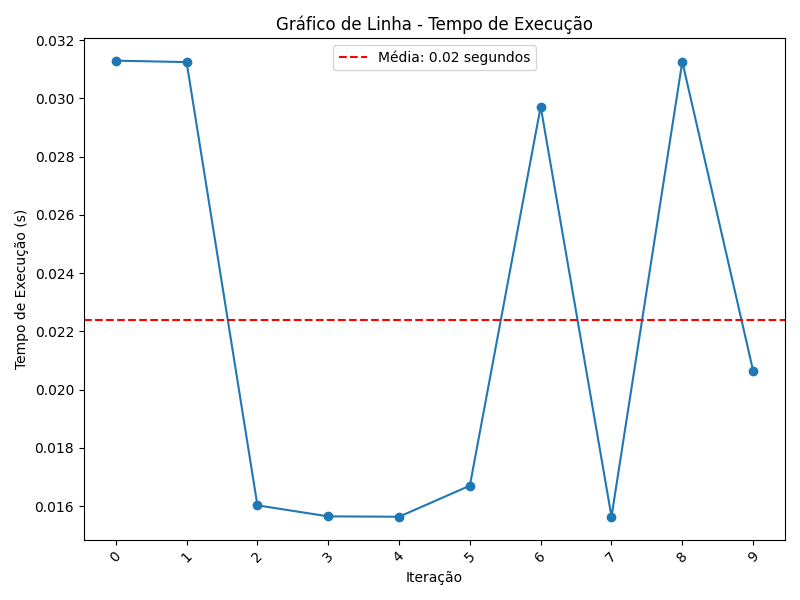 Gráfico de Linha - Tempo de Execução
Média: 0.02 segundos
Tempo de Execução (s)
0.032
0.030
0.028
0.026
0.024
0.022
0.020
0.018
0.016
0 1 2 3 4 5 6 7 8 9
Iteração